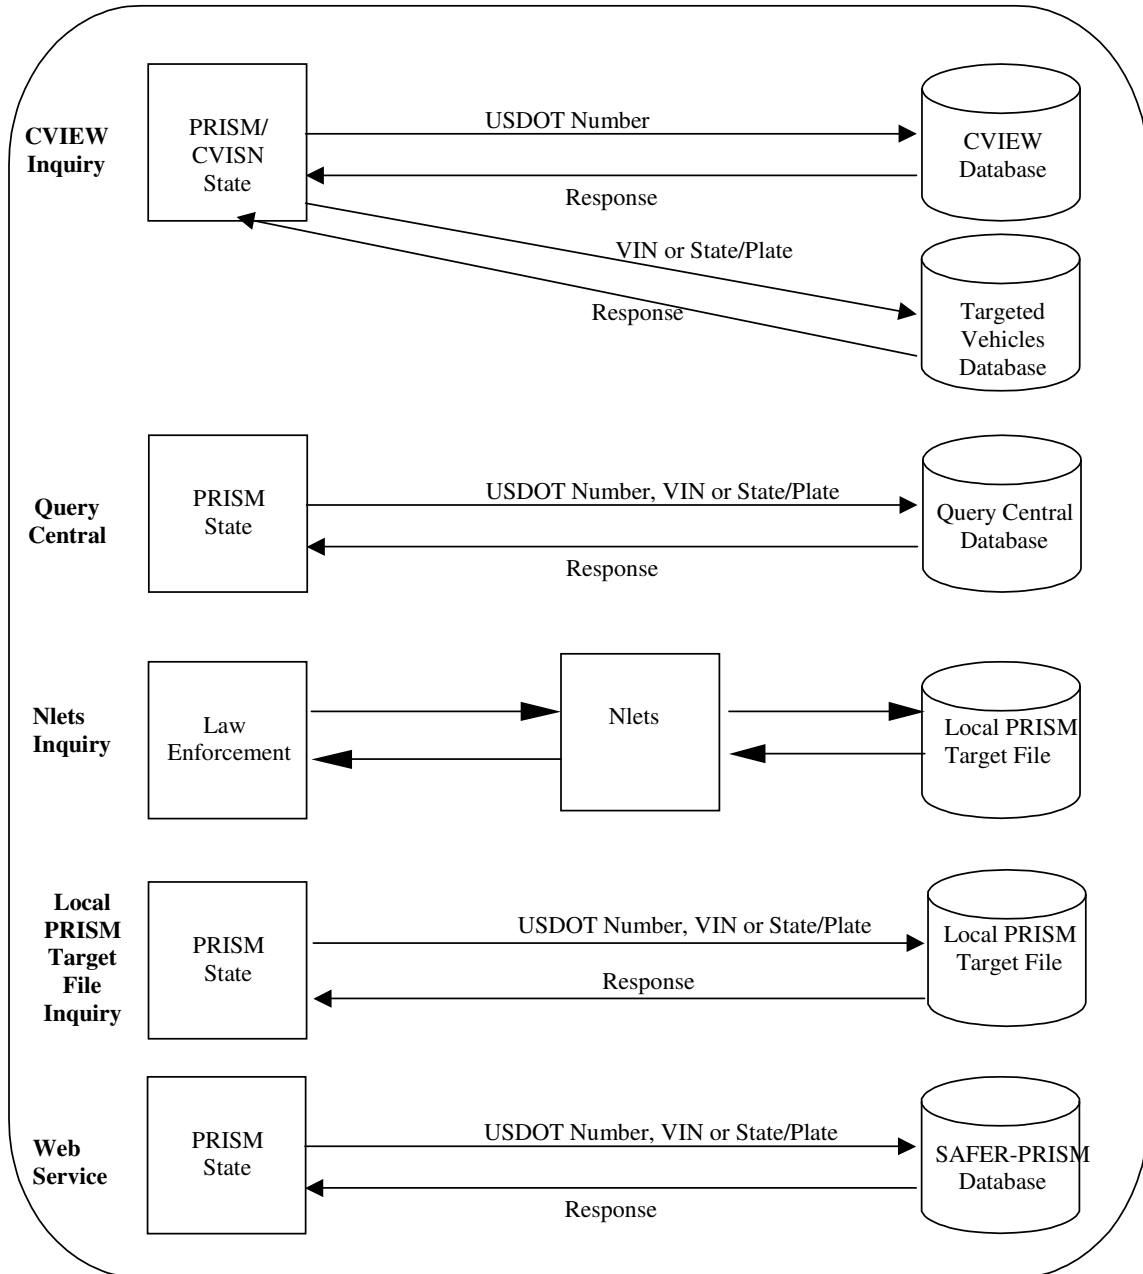 CVIEW
Inquiry
PRISM/
CVISN
State
USDOT Number
Response
CVIEW
Database
VIN or State/Plate
Response
Targeted
Vehicles
Database
Query
Central
PRISM
State
USDOT Number, VIN or State/Plate
Response
Query Central
Database
Nlets
Inquiry
Law
Enforcement
Nlets
Local PRISM
Target File
Local
PRISM
Target
File
Inquiry
PRISM
State
USDOT Number, VIN or State/Plate
Response
Local PRISM
Target File
Web
Service
PRISM
State
USDOT Number, VIN or State/Plate
Response
SAFER-PRISM
Database